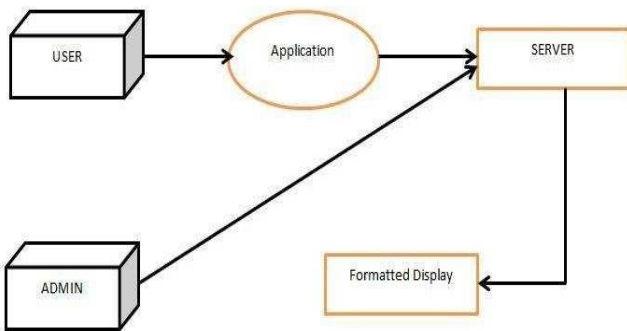 USER
Application
SERVER
ADMIN
Formatted Display